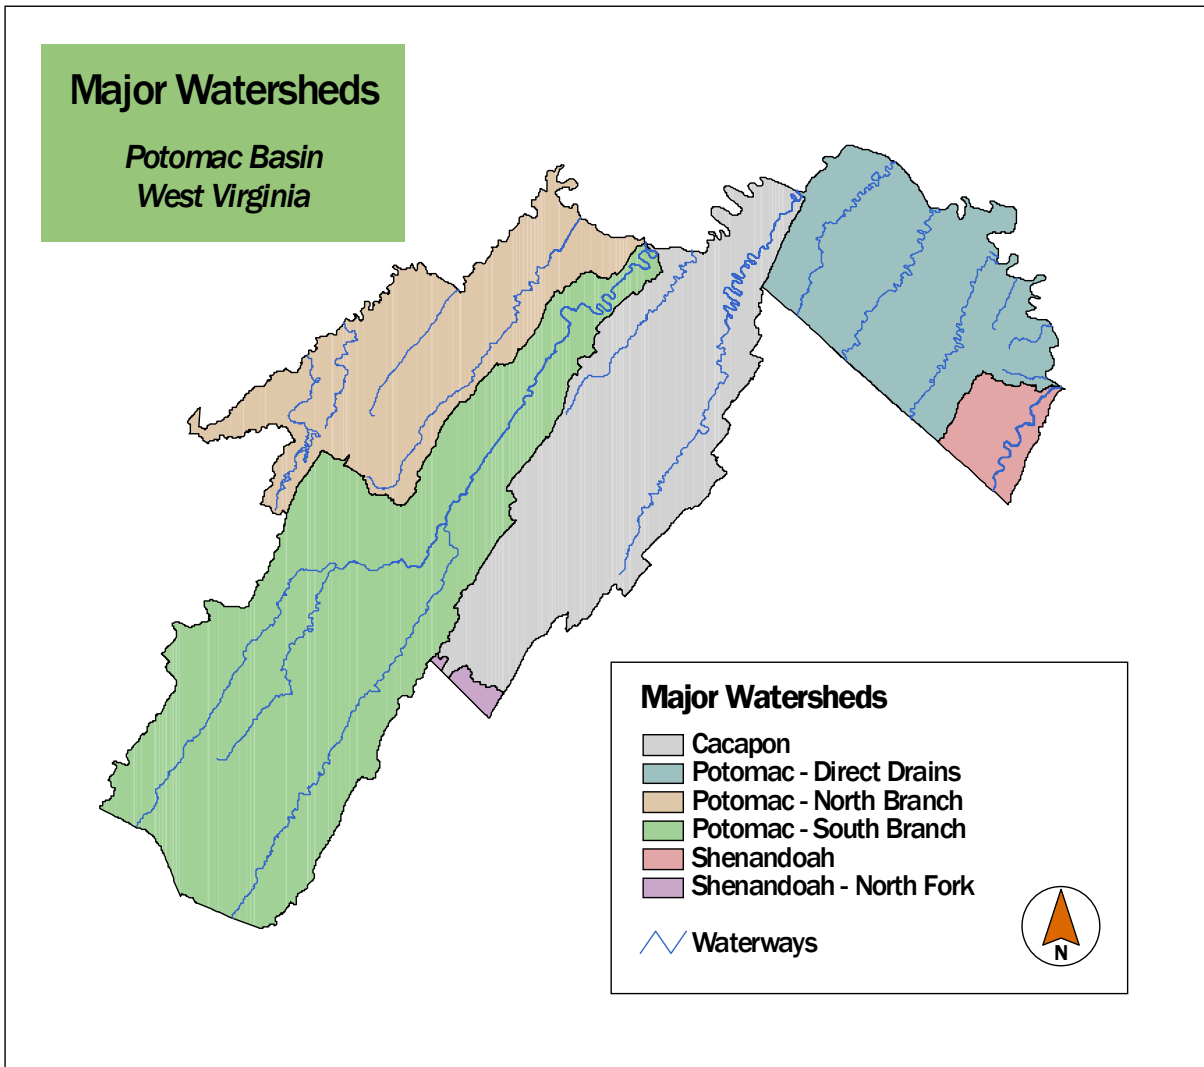 Major Watersheds
Potomac Basin
West Virginia
Major Watersheds
Cacapon
Potomac - Direct Drains
Potomac - North Branch
Potomac - South Branch
Shenandoah
Shenandoah - North Fork
Waterways
N